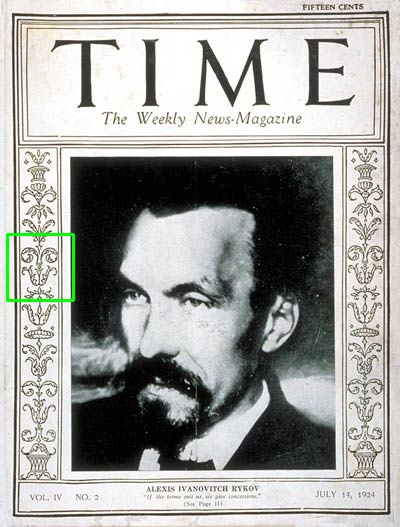 FIFTEEN CENTS
TIME
The Weekly News-Magazine
ALEXIS IVANOVITCH RYKOV
VOL. IV NO. 2
"If the terms suit us, we give concessions."
JULY 14, 1924
(See Page 11)